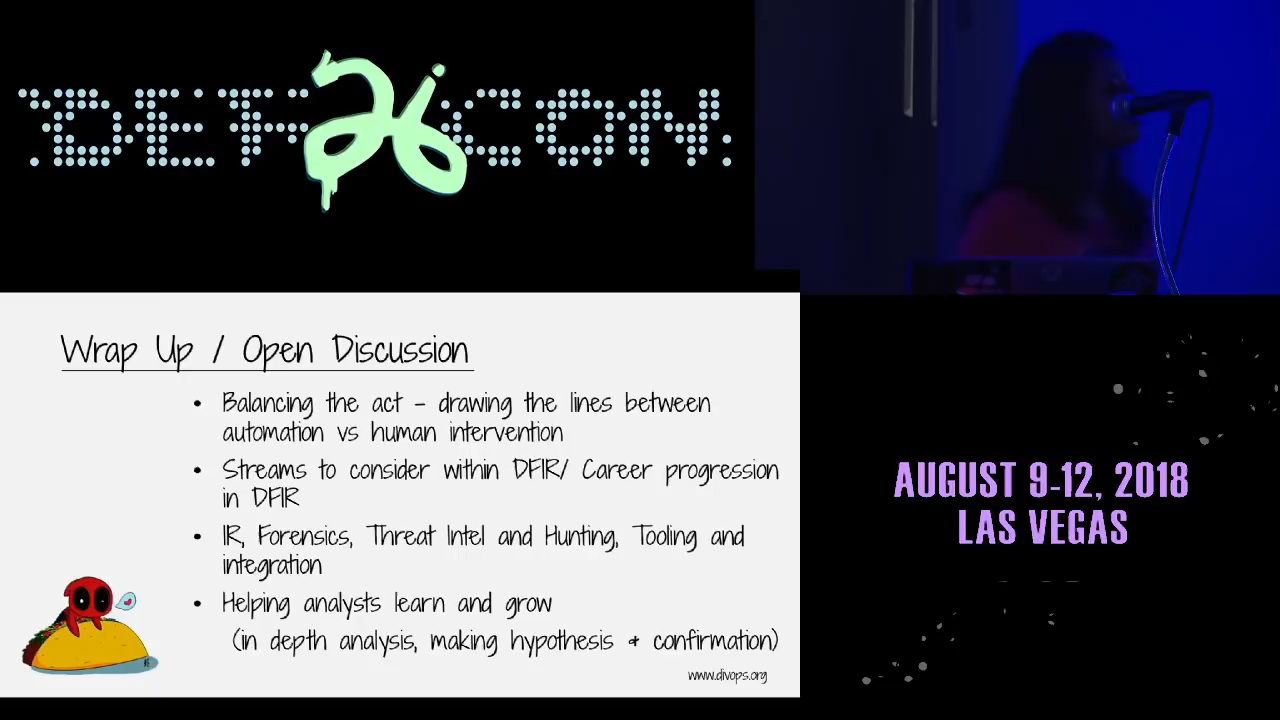 DEF 26 CON
Wrap Up / Open Discussion
• Balancing the act - drawing the lines between
automation vs human intervention
• Streams to consider within DFIR/ Career progression
in DFIR
• IR, Forensics, Threat Intel and Hunting, Tooling and
integration
• Helping analysts learn and grow
(in depth analysis, making hypothesis & confirmation)
www.divops.org
AUGUST 9-12, 2018
LAS VEGAS